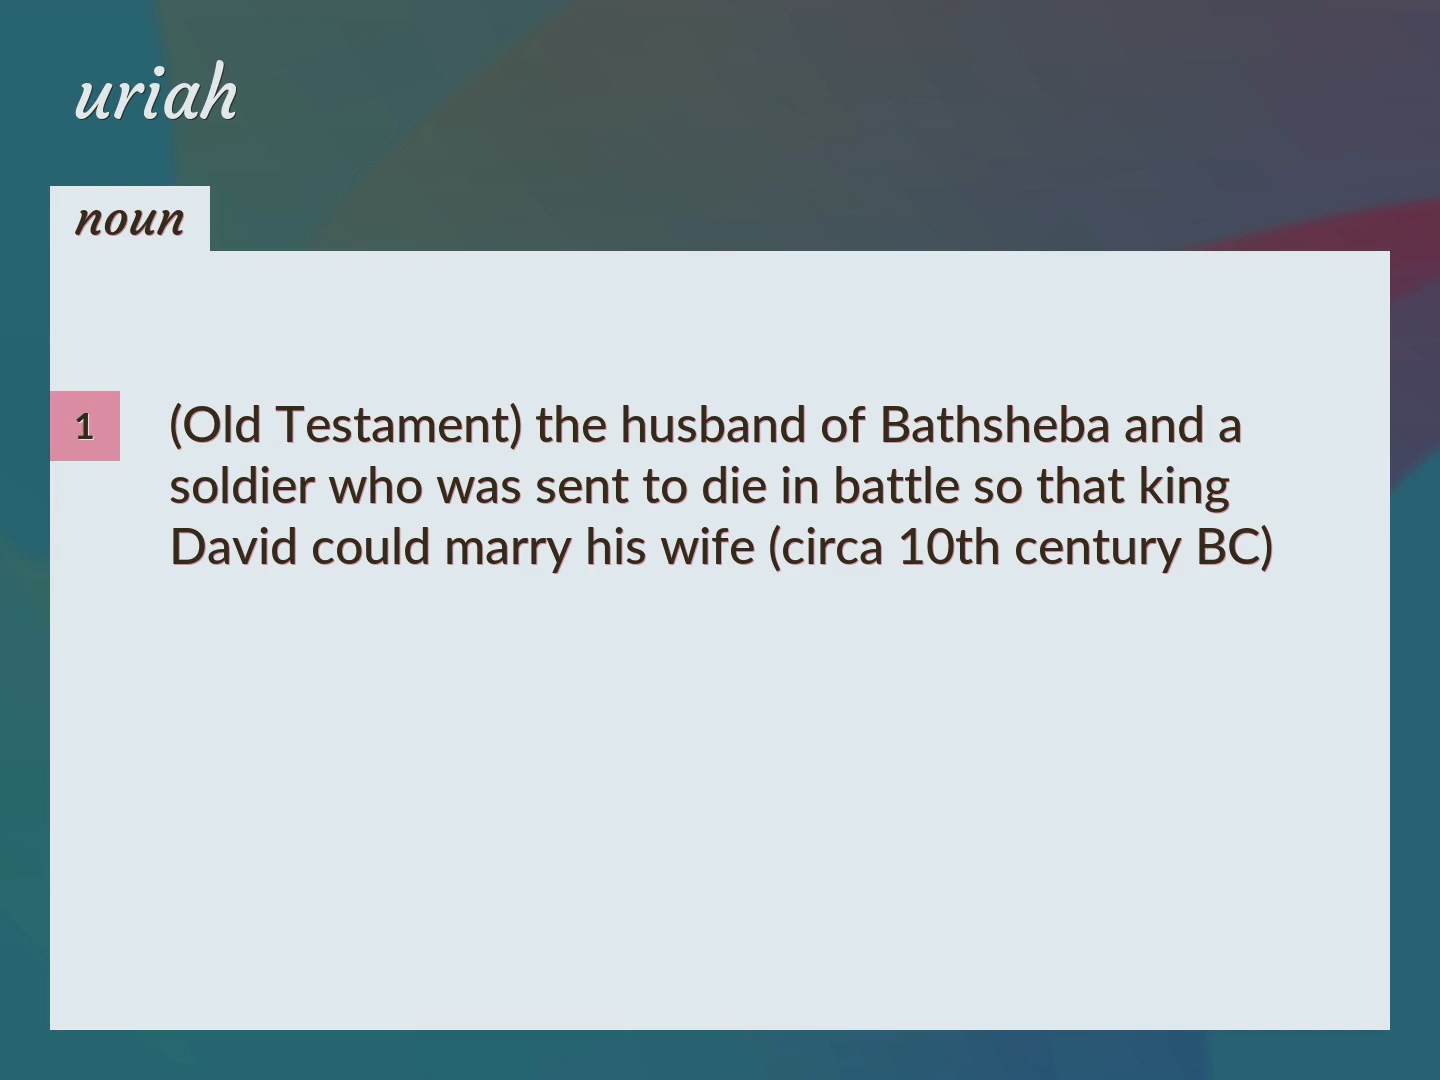 uriah
noun
1
(Old Testament) the husband of Bathsheba and a
soldier who was sent to die in battle so that king
David could marry his wife (circa 10th century BC)